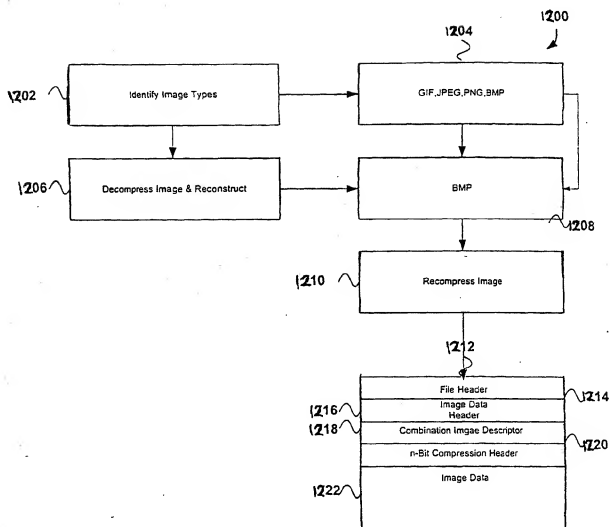 1200
1204
1202
Identify Image Types
GIF,JPEG,PNG,BMP
1206
Decompress Image & Reconstruct
BMP
1208
1210
Recompress Image
1212
File Header
1214
1216
Image Data
Header
1218
Combination Imgae Descriptor
1220
n-Bit Compression Header
Image Data
1222